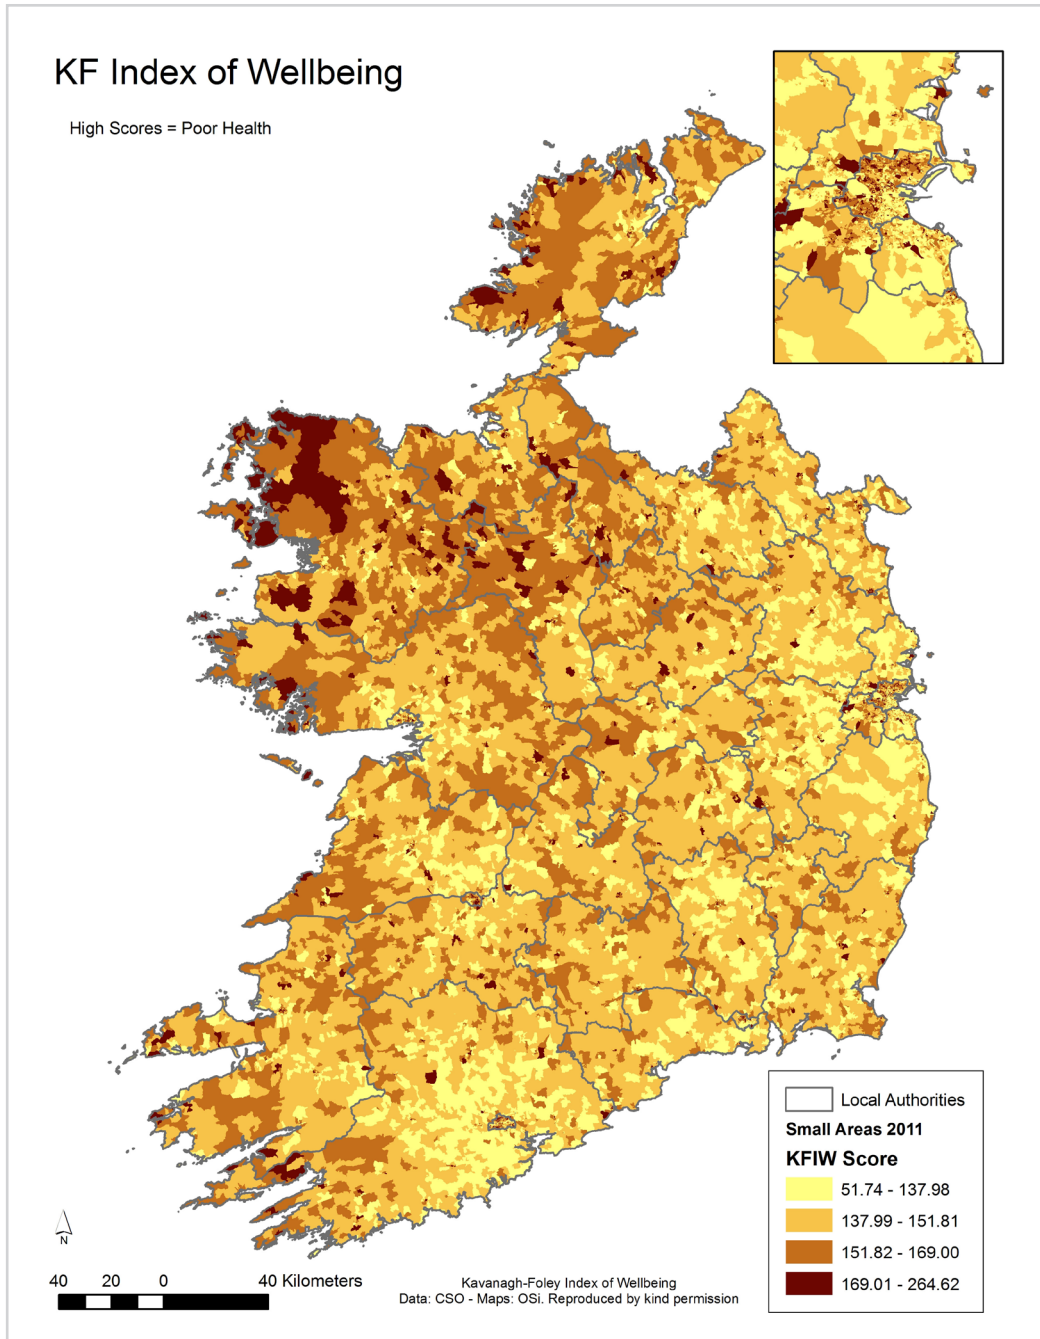 KF Index of Wellbeing
High Scores = Poor Health
Local Authorities
Small Areas 2011
KFIW Score
51.74 - 137.98
137.99 - 151.81
151.82 - 169.00
169.01 - 264.62
N
40 20 0 40 Kilometers
Kavanagh-Foley Index of Wellbeing
Data: CSO - Maps: OSi. Reproduced by kind permission